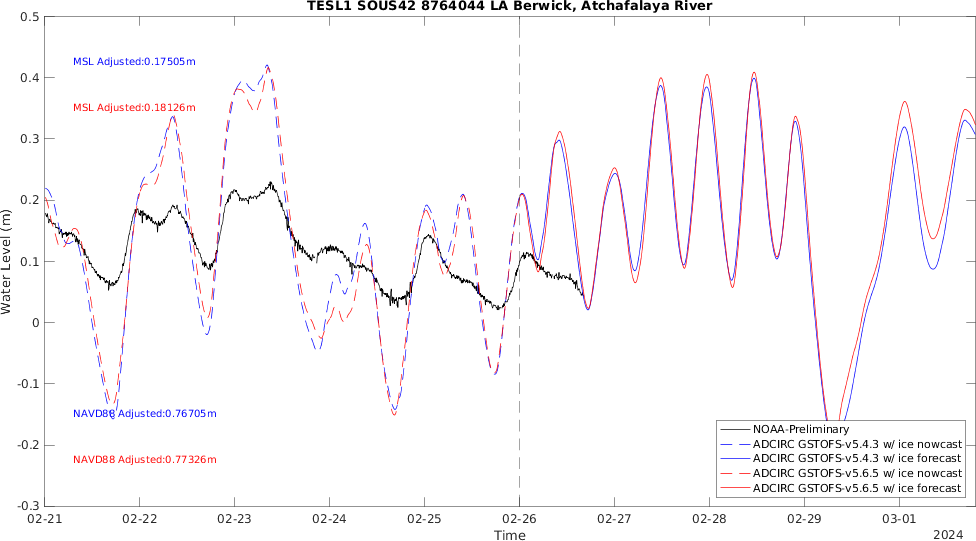 TESL1 SOUS42 8764044 LA Berwick, Atchafalaya River
0.5
0.4
0.3
0.2
0.1
0
-0.1
-0.2
-0.3
Water Level (m)
MSL Adjusted:0.17505m
MSL Adjusted:0.18126m
NAVD88 Adjusted:0.76705m
NAVD88 Adjusted:0.77326m
NOAA-Preliminary
ADCIRC GSTOFS-v5.4.3 w/ ice nowcast
ADCIRC GSTOFS-v5.4.3 w/ ice forecast
ADCIRC GSTOFS-v5.6.5 w/ ice nowcast
ADCIRC GSTOFS-v5.6.5 w/ ice forecast
02-21 02-22 02-23 02-24 02-25 02-26 02-27 02-28 02-29 03-01
Time
2024